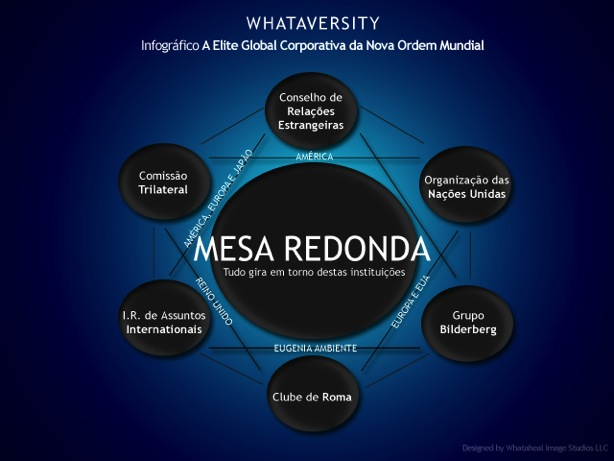 WHATAVERSITY
Infográfico A Elite Global Corporativa da Nova Ordem Mundial
Conselho de
Relações
Estrangeiras
AMÉRICA
Comissão
Trilateral
AMÉRICA, EUROPA E JAPÃO
Organização das
Nações Unidas
MESA REDONDA
Tudo gira em torno destas instituições
REINO UNIDO
EUROPA E EUA
I.R. de Assuntos
Internationais
Grupo
Bilderberg
EUGENIA AMBIENTE
Clube de Roma
Designed by Whataheal Image Studios LLC